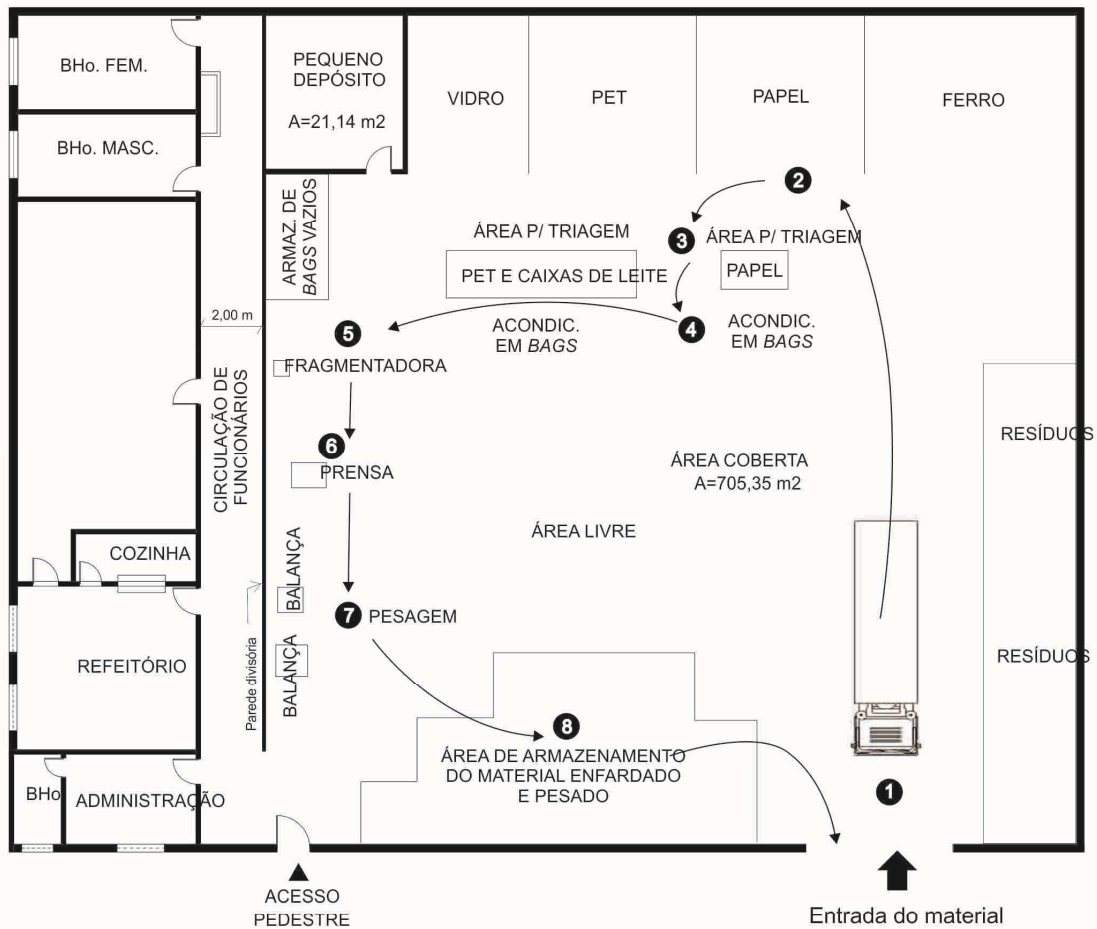 BHo. FEM.
PEQUENO
DEPÓSITO
A=21,14 m2
VIDRO
PET
PAPEL
FERRO
BHo. MASC.
ARMAZ. DE
BAGS VAZIOS
2
ÁREA P/ TRIAGEM
3
ÁREA P/ TRIAGEM
PET E CAIXAS DE LEITE
PAPEL
2,00 m
5
4
ACONDIC.
EM BAGS
ACONDIC.
EM BAGS
FRAGMENTADORA
CIRCULAÇÃO DE
FUNCIONÁRIOS
6
PRENSA
ÁREA COBERTA
A=705,35 m2
RESÍDUOS
ÁREA LIVRE
COZINHA
BALANÇA
7
PESAGEM
REFEITÓRIO
Parede divisória
BALANÇA
RESÍDUOS
8
ÁREA DE ARMAZENAMENTO
DO MATERIAL ENFARDADO
E PESADO
BHo
ADMINISTRAÇÃO
1
ACESSO
PEDESTRE
Entrada do material